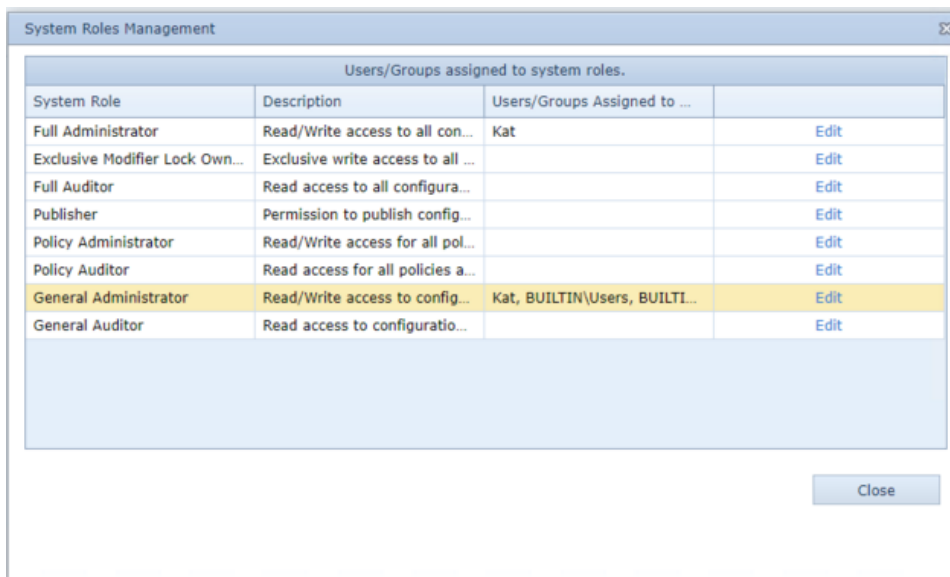 System Roles Management
Users/Groups assigned to system roles.
System Role Description Users/Groups Assigned to ...
Full Administrator Read/Write access to all con... Kat Edit
Exclusive Modifier Lock Own... Exclusive write access to all ... Edit
Full Auditor Read access to all configura... Edit
Publisher Permission to publish config... Edit
Policy Administrator Read/Write access for all pol... Edit
Policy Auditor Read access for all policies a... Edit
General Administrator Read/Write access to config... Kat, BUILTIN\Users, BUILTI... Edit
General Auditor Read access to configuratio... Edit
Close